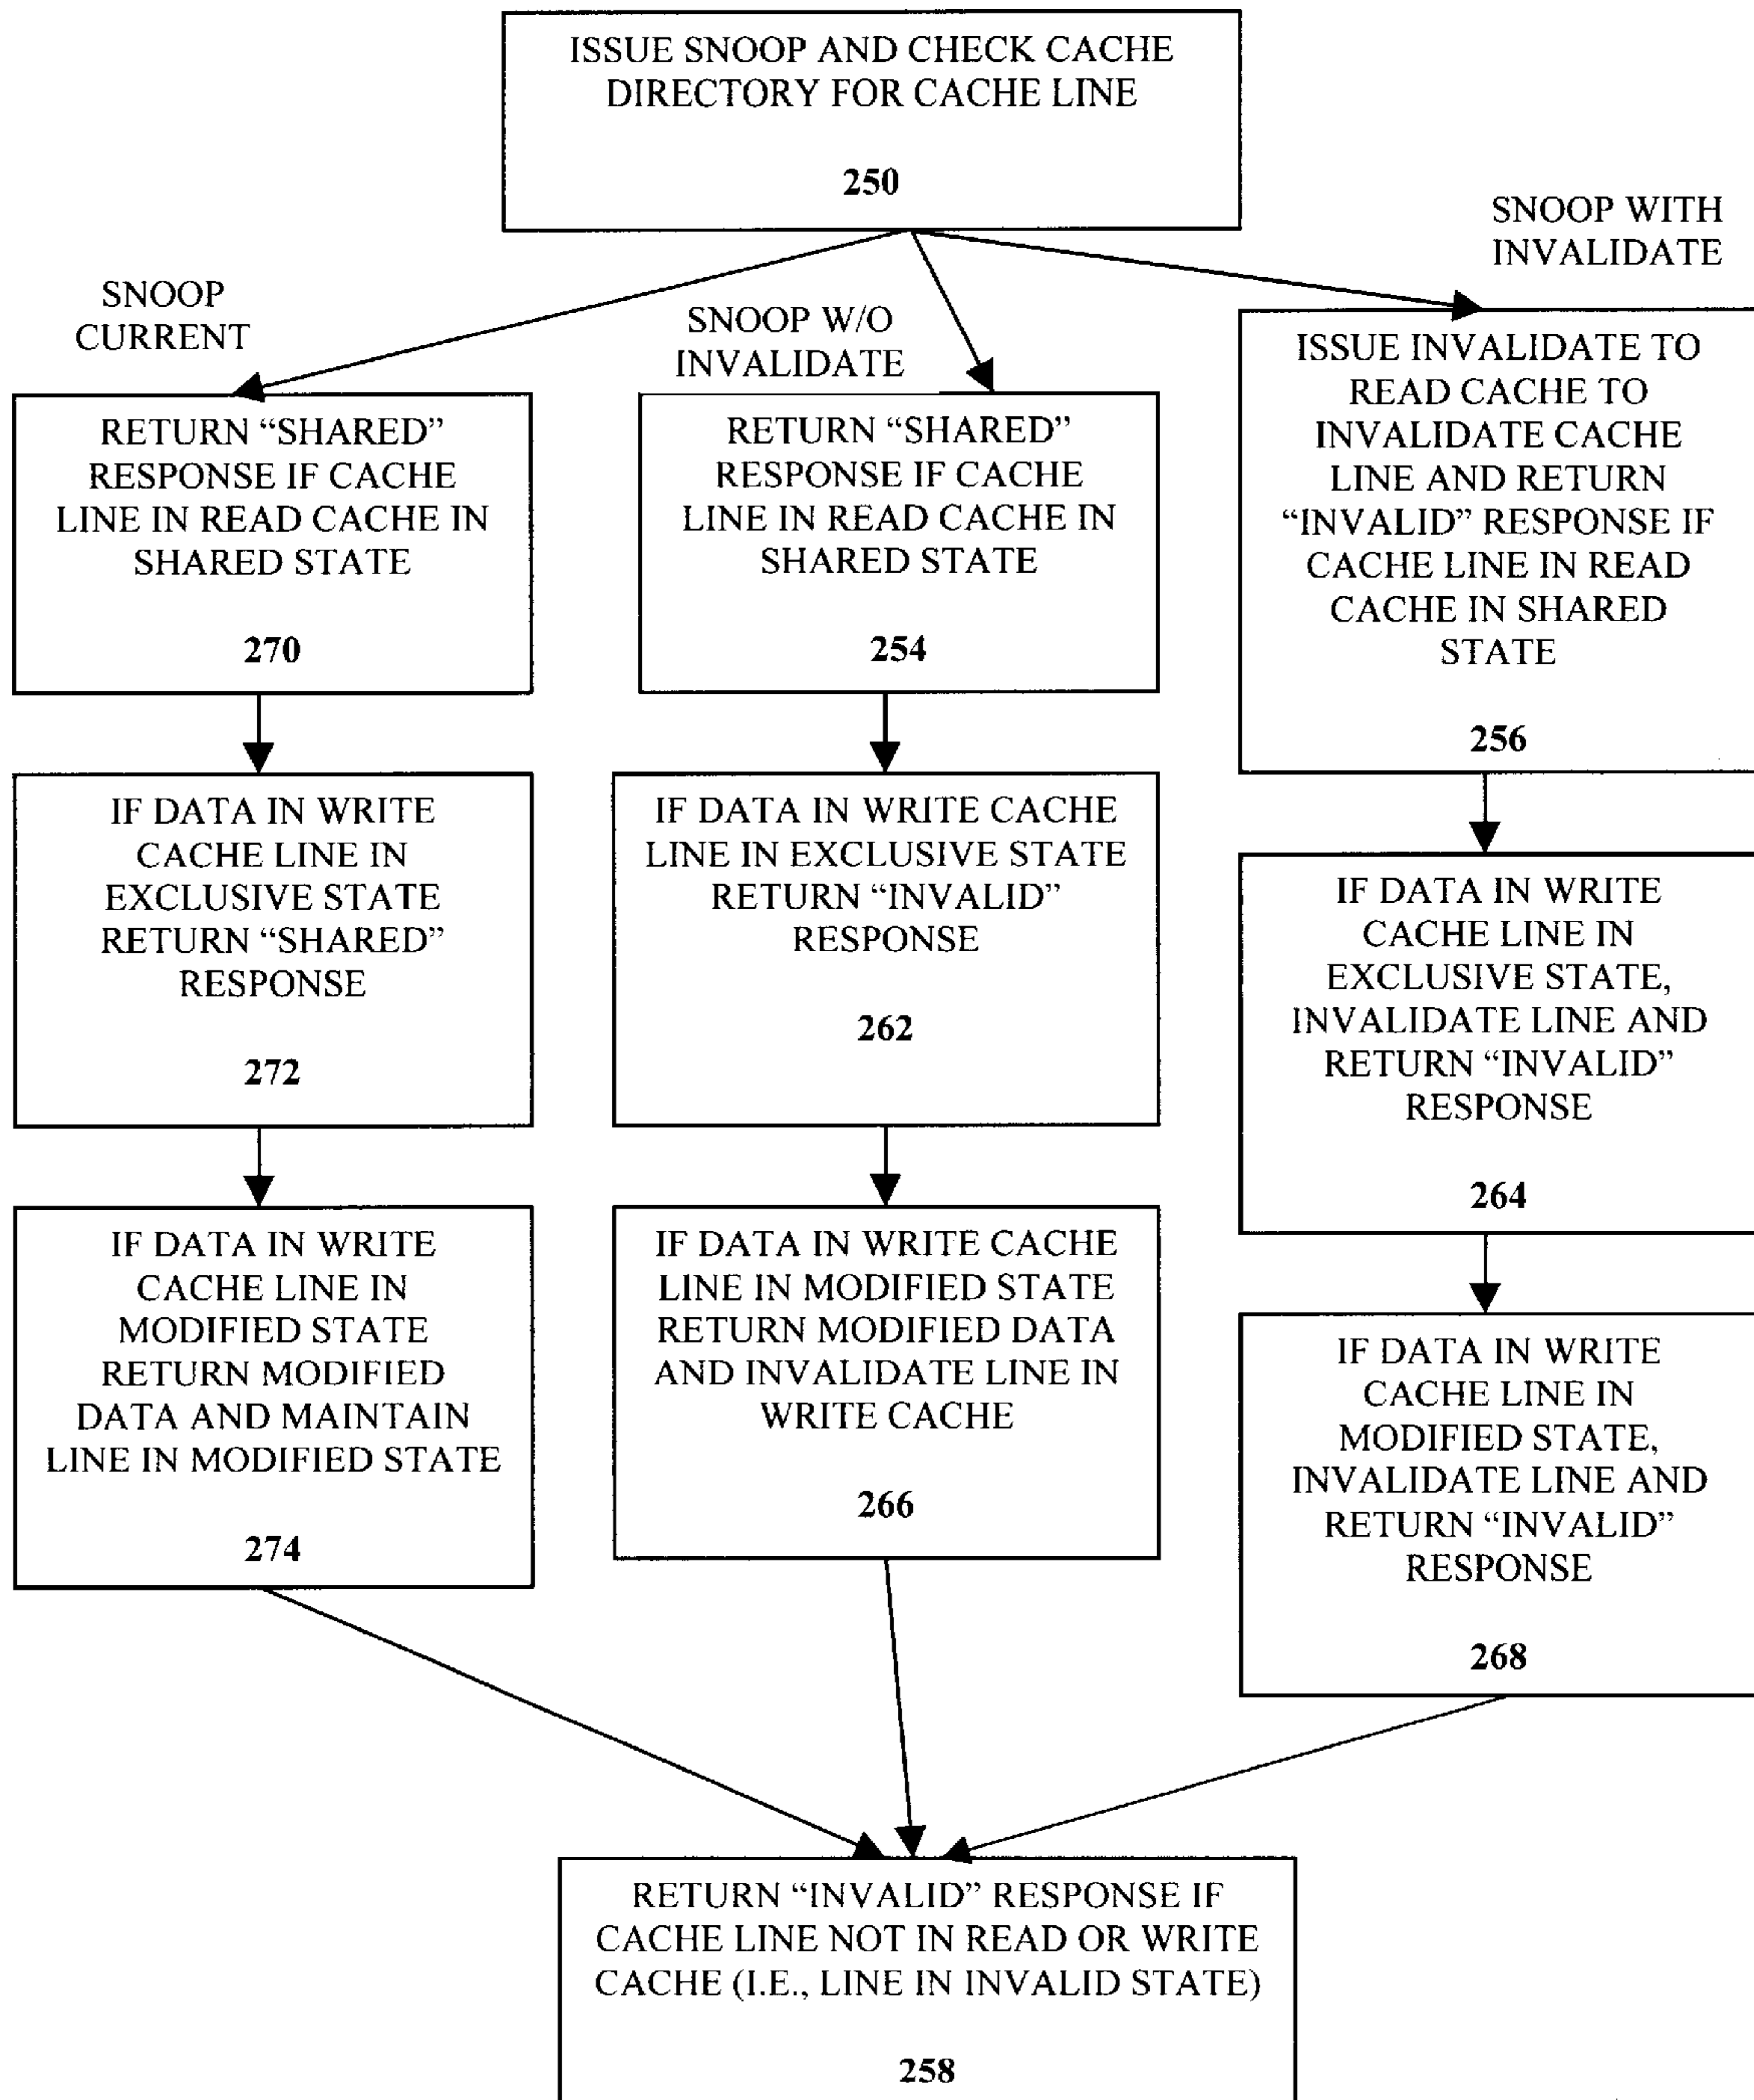 ISSUE SNOOP AND CHECK CACHE
DIRECTORY FOR CACHE LINE
250
SNOOP
CURRENT
SNOOP W/O
INVALIDATE
SNOOP WITH
INVALIDATE
RETURN “SHARED”
RESPONSE IF CACHE
LINE IN READ CACHE IN
SHARED STATE
270
RETURN “SHARED”
RESPONSE IF CACHE
LINE IN READ CACHE IN
SHARED STATE
254
ISSUE INVALIDATE TO
READ CACHE TO
INVALIDATE CACHE
LINE AND RETURN
“INVALID” RESPONSE IF
CACHE LINE IN READ
CACHE IN SHARED
STATE
256
IF DATA IN WRITE
CACHE LINE IN
EXCLUSIVE STATE
RETURN “SHARED”
RESPONSE
272
IF DATA IN WRITE CACHE
LINE IN EXCLUSIVE STATE
RETURN “INVALID”
RESPONSE
262
IF DATA IN WRITE
CACHE LINE IN
EXCLUSIVE STATE,
INVALIDATE LINE AND
RETURN “INVALID”
RESPONSE
264
IF DATA IN WRITE
CACHE LINE IN
MODIFIED STATE
RETURN MODIFIED
DATA AND MAINTAIN
LINE IN MODIFIED STATE
274
IF DATA IN WRITE CACHE
LINE IN MODIFIED STATE
RETURN MODIFIED DATA
AND INVALIDATE LINE IN
WRITE CACHE
266
IF DATA IN WRITE
CACHE LINE IN
MODIFIED STATE,
INVALIDATE LINE AND
RETURN “INVALID”
RESPONSE
268
RETURN “INVALID” RESPONSE IF
CACHE LINE NOT IN READ OR WRITE
CACHE (I.E., LINE IN INVALID STATE)
258